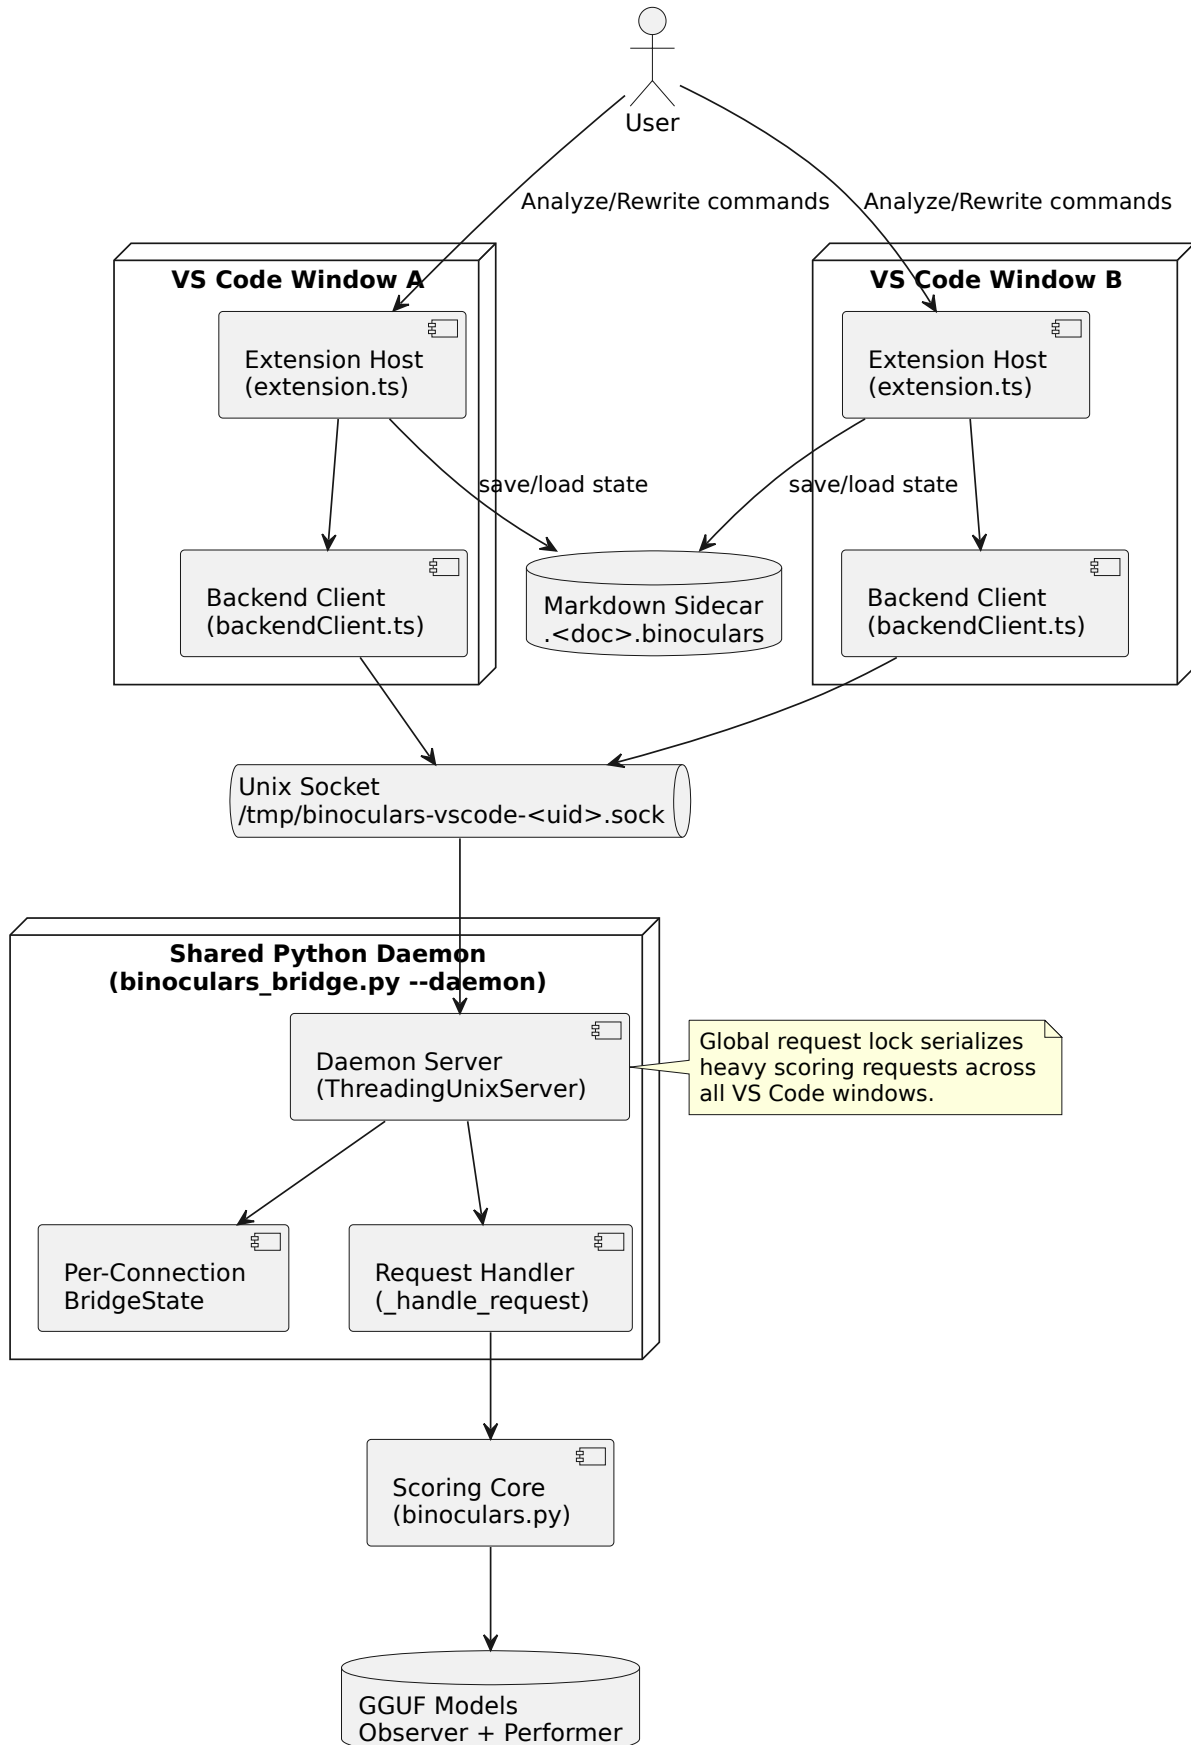 User
Analyze/Rewrite commands
Analyze/Rewrite commands
VS Code Window A
VS Code Window B
Extension Host
(extension.ts)
Extension Host
(extension.ts)
save/load state
save/load state
Backend Client
(backendClient.ts)
Markdown Sidecar
.<doc>.binoculars
Backend Client
(backendClient.ts)
Unix Socket
/tmp/binoculars-vscode-<uid>.sock
Shared Python Daemon
(binoculars_bridge.py --daemon)
Daemon Server
(ThreadingUnixServer)
Global request lock serializes
heavy scoring requests across
all VS Code windows.
Per-Connection
BridgeState
Request Handler
(_handle_request)
Scoring Core
(binoculars.py)
GGUF Models
Observer + Performer